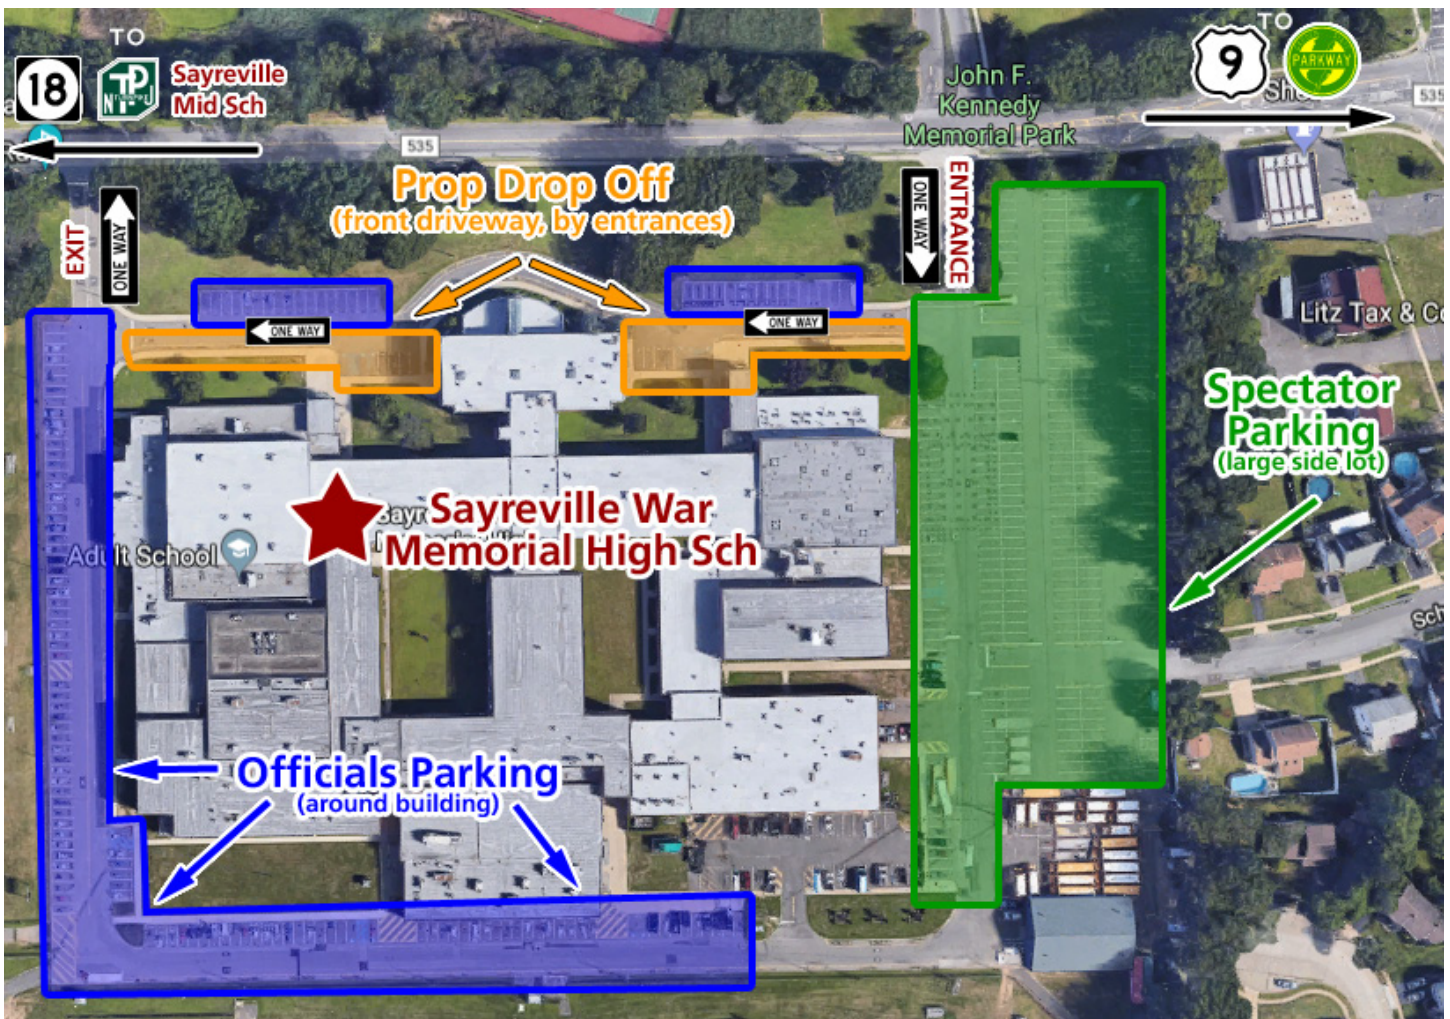 TO
18
NJ TURNPIKE
Sayreville
Mid Sch
TO
9
PARKWAY
John F.
Kennedy
Memorial Park
535
535
EXIT
ONE WAY
Prop Drop Off
(front driveway, by entrances)
ONE WAY
ENTRANCE
ONE WAY
ONE WAY
Litz Tax & Co
Spectator
Parking
(large side lot)
Sayreville War
Memorial High Sch
Adult School
Officials Parking
(around building)